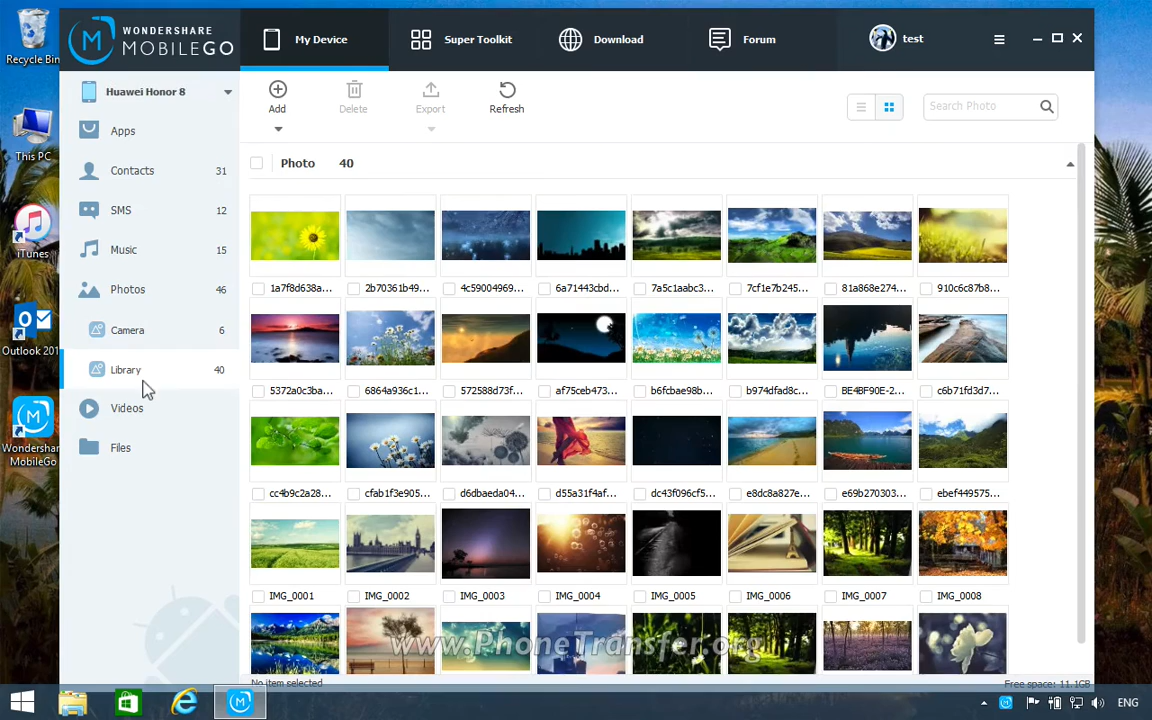 Recycle Bin
This PC
iTunes
Outlook 201
Wondershar
MobileGo
WONDERSHARE
MOBILEGO
My Device
Super Toolkit
Download
Forum
test
Huawei Honor 8
Apps
Contacts 31
SMS 12
Music 15
Photos 46
Camera 6
Library 40
Videos
Files
Add
Delete
Export
Refresh
Search Photo
Photo 40
1a7f8d638a... 2b70361b49... 4c59004969... 6a71443cbd... 7a5c1aabc3... 7cf1e7b245... 81a868e274... 910c6c87b8...
5372a0c3ba... 6864a936c1... 572588d73f... af75ceb473... b6fcbae98b... b974dfad8c... BE4BF90E-2... c6b71fd3d7...
cc4b9c2a28... cfab1f3e905... d6dbaeda04... d55a31f4af... dc43f096cf5... e8dc8a827e... e69b270303... ebef449575...
IMG_0001 IMG_0002 IMG_0003 IMG_0004 IMG_0005 IMG_0006 IMG_0007 IMG_0008
www.PhoneTransfer.org
No item selected
Free space: 11.1GB
ENG